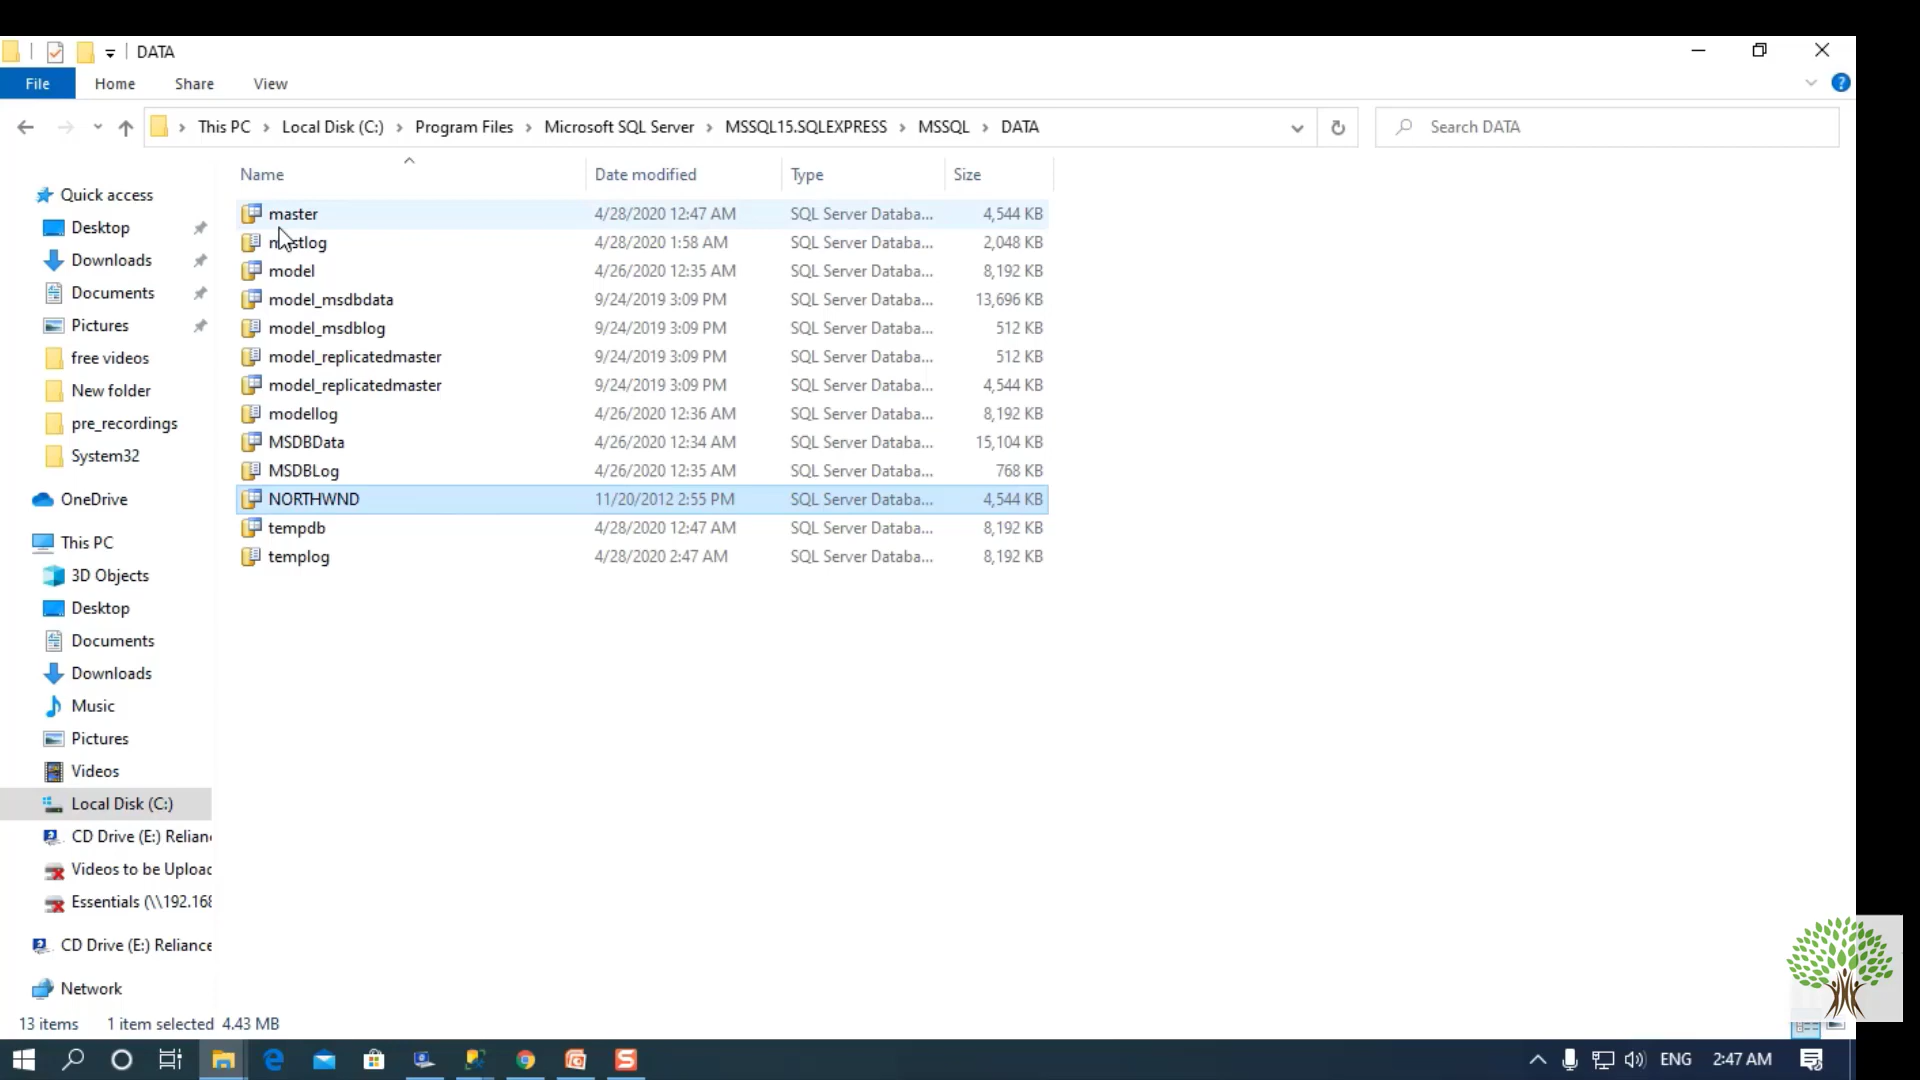 DATA
File Home Share View
This PC Local Disk (C:) Program Files Microsoft SQL Server MSSQL15.SQLEXPRESS MSSQL DATA
Search DATA
Name Date modified Type Size
Quick access
Desktop
Downloads
Documents
Pictures
free videos
New folder
pre_recordings
System32
OneDrive
This PC
3D Objects
Desktop
Documents
Downloads
Music
Pictures
Videos
Local Disk (C:)
CD Drive (E:) Relianc
Videos to be Uploac
Essentials (\\192.168
CD Drive (E:) Reliance
Network
master 4/28/2020 12:47 AM SQL Server Databa... 4,544 KB
4/28/2020 1:58 AM SQL Server Databa... 2,048 KB
model 4/26/2020 12:35 AM SQL Server Databa... 8,192 KB
model_msdbdata 9/24/2019 3:09 PM SQL Server Databa... 13,696 KB
model_msdblog 9/24/2019 3:09 PM SQL Server Databa... 512 KB
model_replicatedmaster 9/24/2019 3:09 PM SQL Server Databa... 512 KB
model_replicatedmaster 9/24/2019 3:09 PM SQL Server Databa... 4,544 KB
modellog 4/26/2020 12:36 AM SQL Server Databa... 8,192 KB
MSDBData 4/26/2020 12:34 AM SQL Server Databa... 15,104 KB
MSDBLog 4/26/2020 12:35 AM SQL Server Databa... 768 KB
NORTHWND 11/20/2012 2:55 PM SQL Server Databa... 4,544 KB
tempdb 4/28/2020 12:47 AM SQL Server Databa... 8,192 KB
templog 4/28/2020 2:47 AM SQL Server Databa... 8,192 KB
13 items 1 item selected 4.43 MB
ENG 2:47 AM